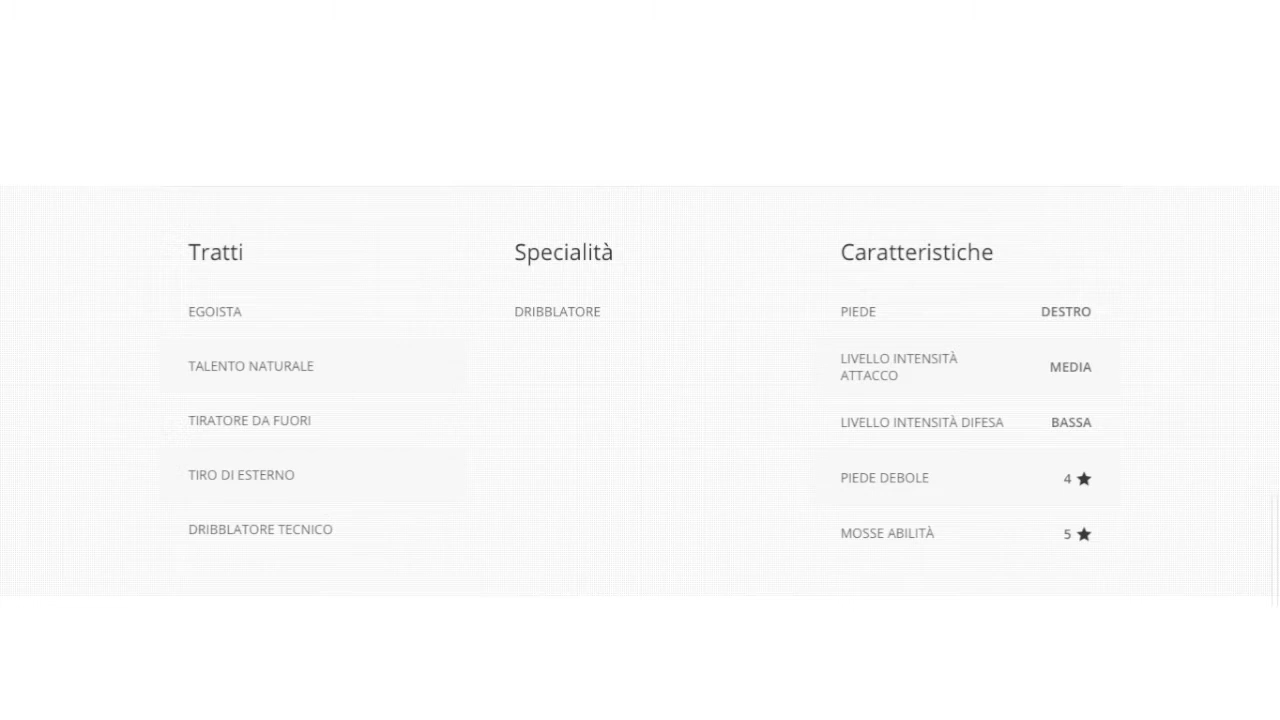 Tratti
EGOISTA
TALENTO NATURALE
TIRATORE DA FUORI
TIRO DI ESTERNO
DRIBBLATORE TECNICO
Specialità
DRIBBLATORE
Caratteristiche
PIEDE DESTRO
LIVELLO INTENSITÀ
ATTACCO MEDIA
LIVELLO INTENSITÀ DIFESA BASSA
PIEDE DEBOLE 4 ★
MOSSE ABILITÀ 5 ★